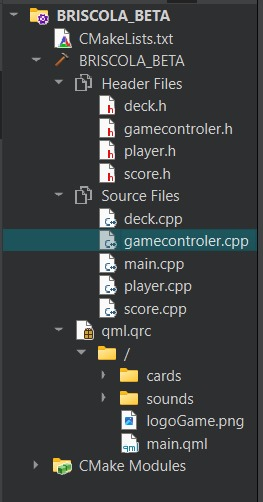 BRISCOLA_BETA
CMakeLists.txt
BRISCOLA_BETA
Header Files
deck.h
gamecontroler.h
player.h
score.h
Source Files
deck.cpp
gamecontroler.cpp
main.cpp
player.cpp
score.cpp
qml.qrc
/
cards
sounds
logoGame.png
main.qml
CMake Modules